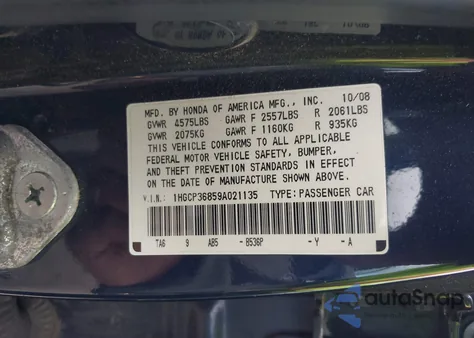 MFD. BY HONDA OF AMERICA MFG., INC. 10/08
GVWR 4575LBS GAWR F 2557LBS R 2061LBS
GVWR 2075KG GAWR F 1160KG R 935KG
THIS VEHICLE CONFORMS TO ALL APPLICABLE
FEDERAL MOTOR VEHICLE SAFETY, BUMPER,
AND THEFT PREVENTION STANDARDS IN EFFECT
ON THE DATE OF MANUFACTURE SHOWN ABOVE.
V.I.N.: 1HGCP36859A021135 TYPE: PASSENGER CAR
TA6 9 AB5 - B536P - Y - A
autoSnap